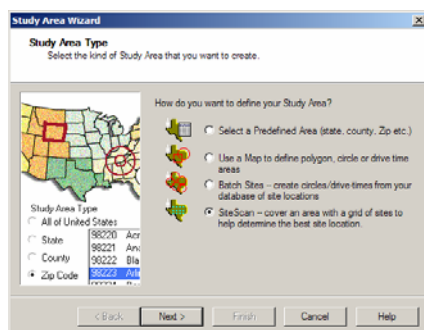 Study Area Wizard
Study Area Type
Select the kind of Study Area that you want to create.
How do you want to define your Study Area?
Select a Predefined Area (state, county, Zip etc.)
Use a Map to define polygon, circle or drive time
areas
Batch Sites – create circles/drive times from your
database of site locations
SiteScan – cover an area with a grid of sites to
help determine the best site location.
Study Area Type
All of United States
State
County
Zip Code
98220 Acr
98221 Ana
98222 Bla
98223 Arli
< Back
Next >
Finish
Cancel
Help